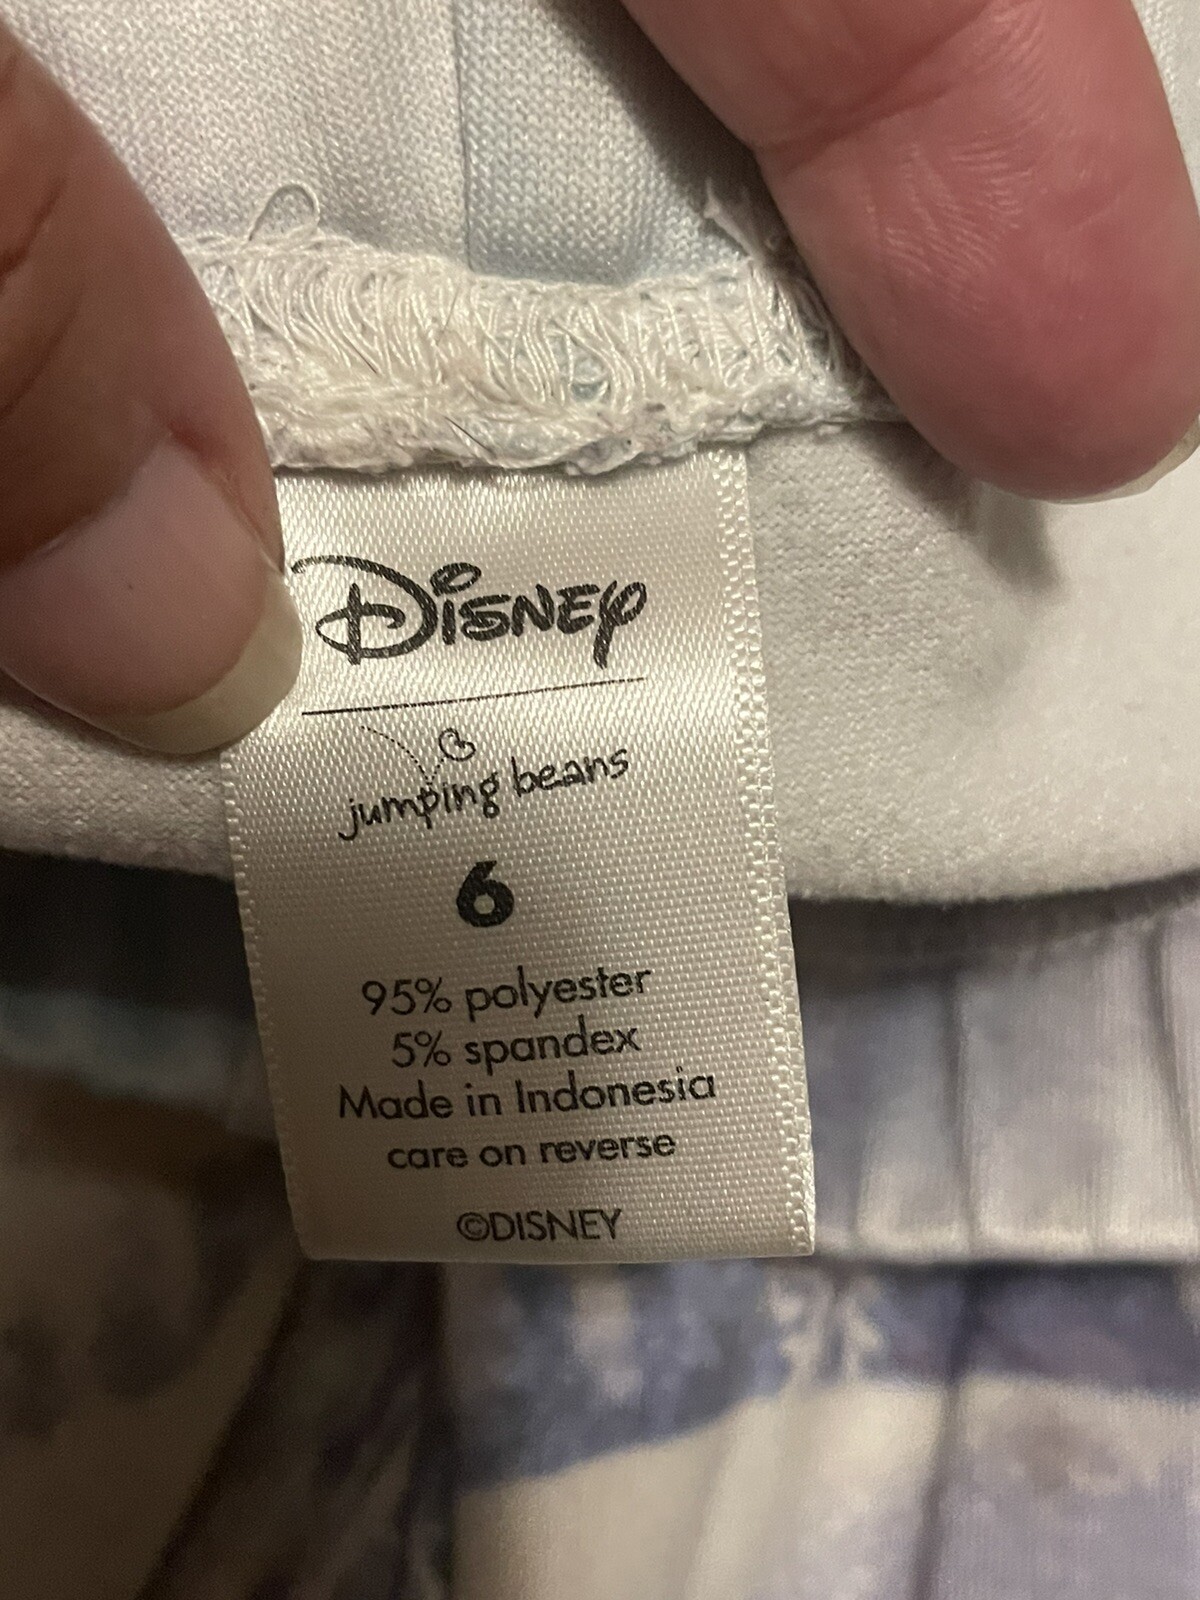 Disney
jumping beans
6
95% polyester
5% spandex
Made in Indonesia
care on reverse
©DISNEY